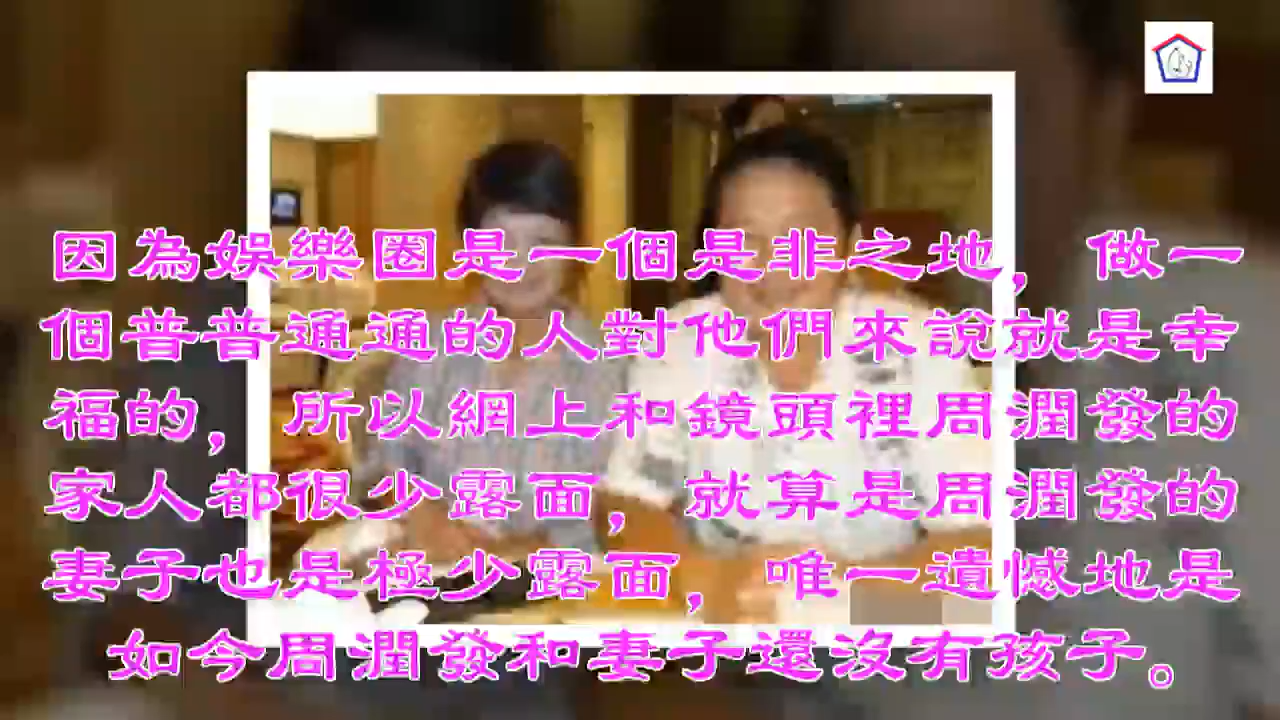 因為娛樂圈是一個是非之地，做一
個普普通通的人對他們來說就是幸
福的，所以網上和鏡頭裡周潤發的
家人都很少露面，就算是周潤發的
妻子也是極少露面，唯一遺憾地是
如今周潤發和妻子還沒有孩子。